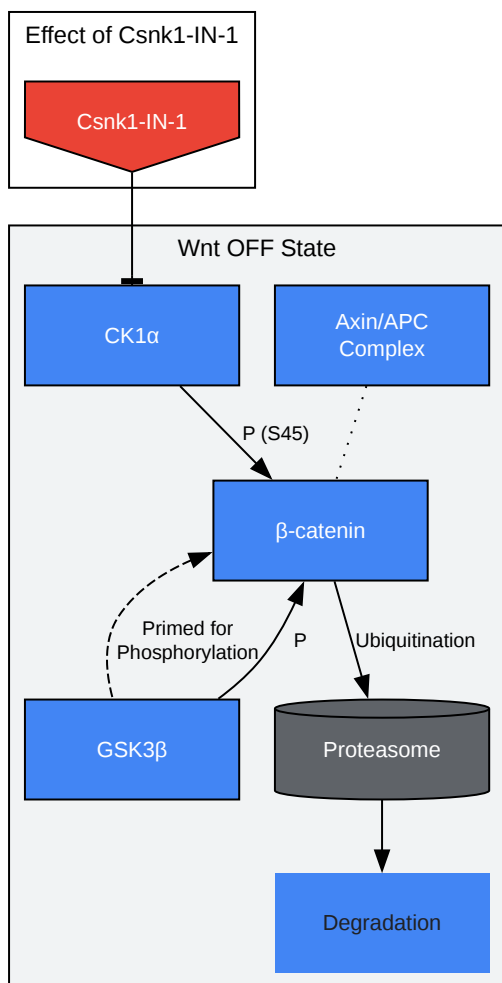 Effect of Csnk1-IN-1
Csnk1-IN-1
Wnt OFF State
CK1α
Axin/APC
Complex
P (S45)
β-catenin
Primed for
Phosphorylation
P
Ubiquitination
GSK3β
Proteasome
Degradation